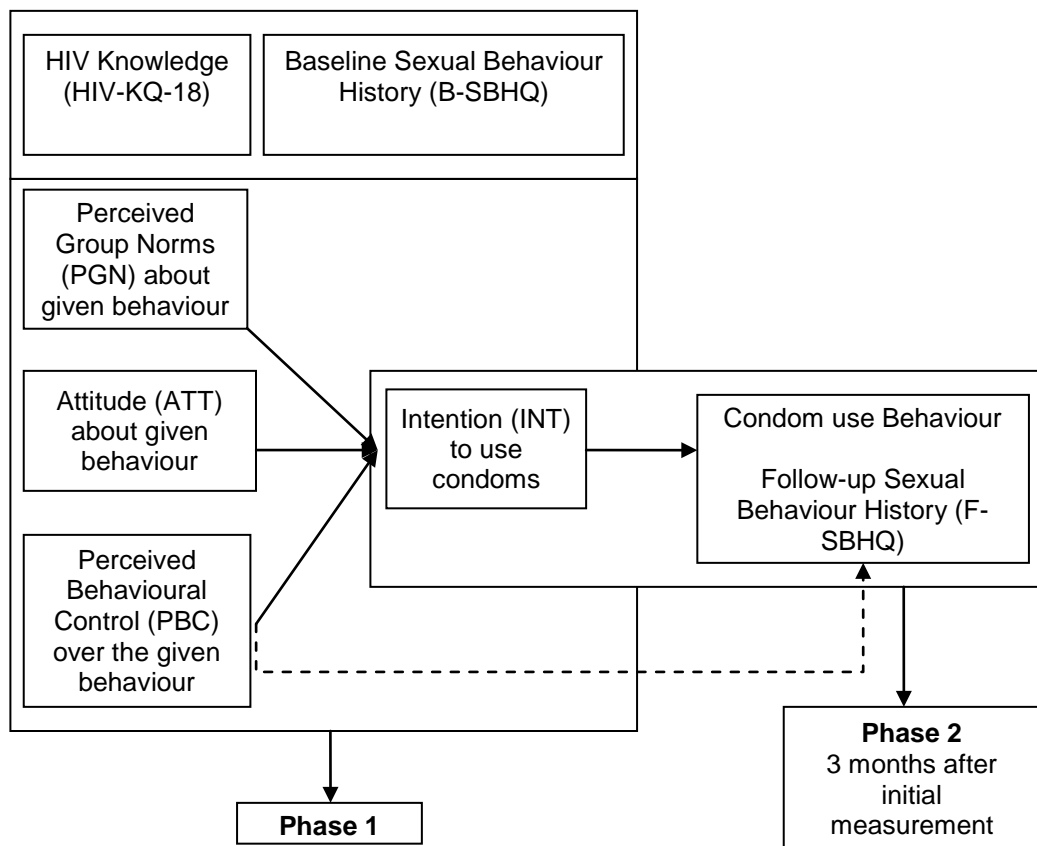 HIV Knowledge
(HIV-KQ-18)
Baseline Sexual Behaviour
History (B-SBHQ)
Perceived
Group Norms
(PGN) about
given behaviour
Attitude (ATT)
about given
behaviour
Perceived
Behavioural
Control (PBC)
over the given
behaviour
Intention (INT)
to use
condoms
Condom use Behaviour
Follow-up Sexual
Behaviour History (F-
SBHQ)
Phase 1
Phase 2
3 months after
initial
measurement